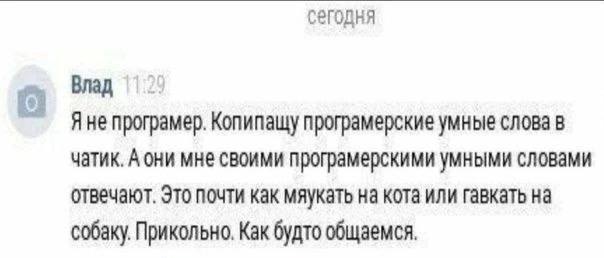 сегодня
Влад 11:29
Я не програмер. Копипащу програмерские умные слова в
чатик. А они мне своими програмерскими умными словами
отвечают. Это почти как мяукать на кота или гавкать на
собаку. Прикольно. Как будто общаемся.